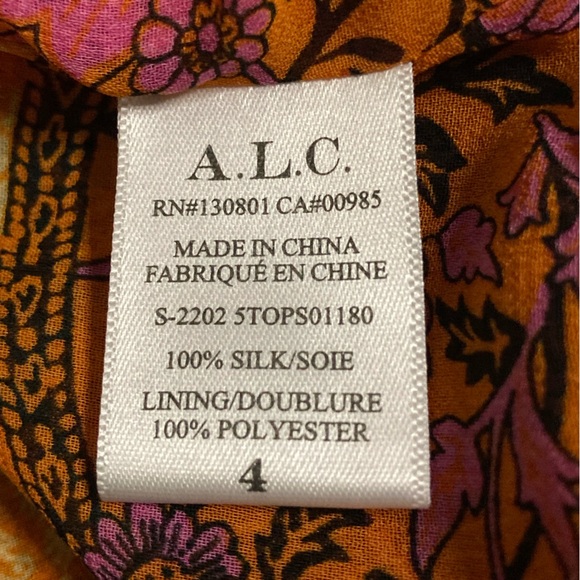 A.L.C.
RN#130801 CA#00985
MADE IN CHINA
FABRIQUÉ EN CHINE
S-2202 5TOPS01180
100% SILK/SOIE
LINING/DOUBLURE
100% POLYESTER
4